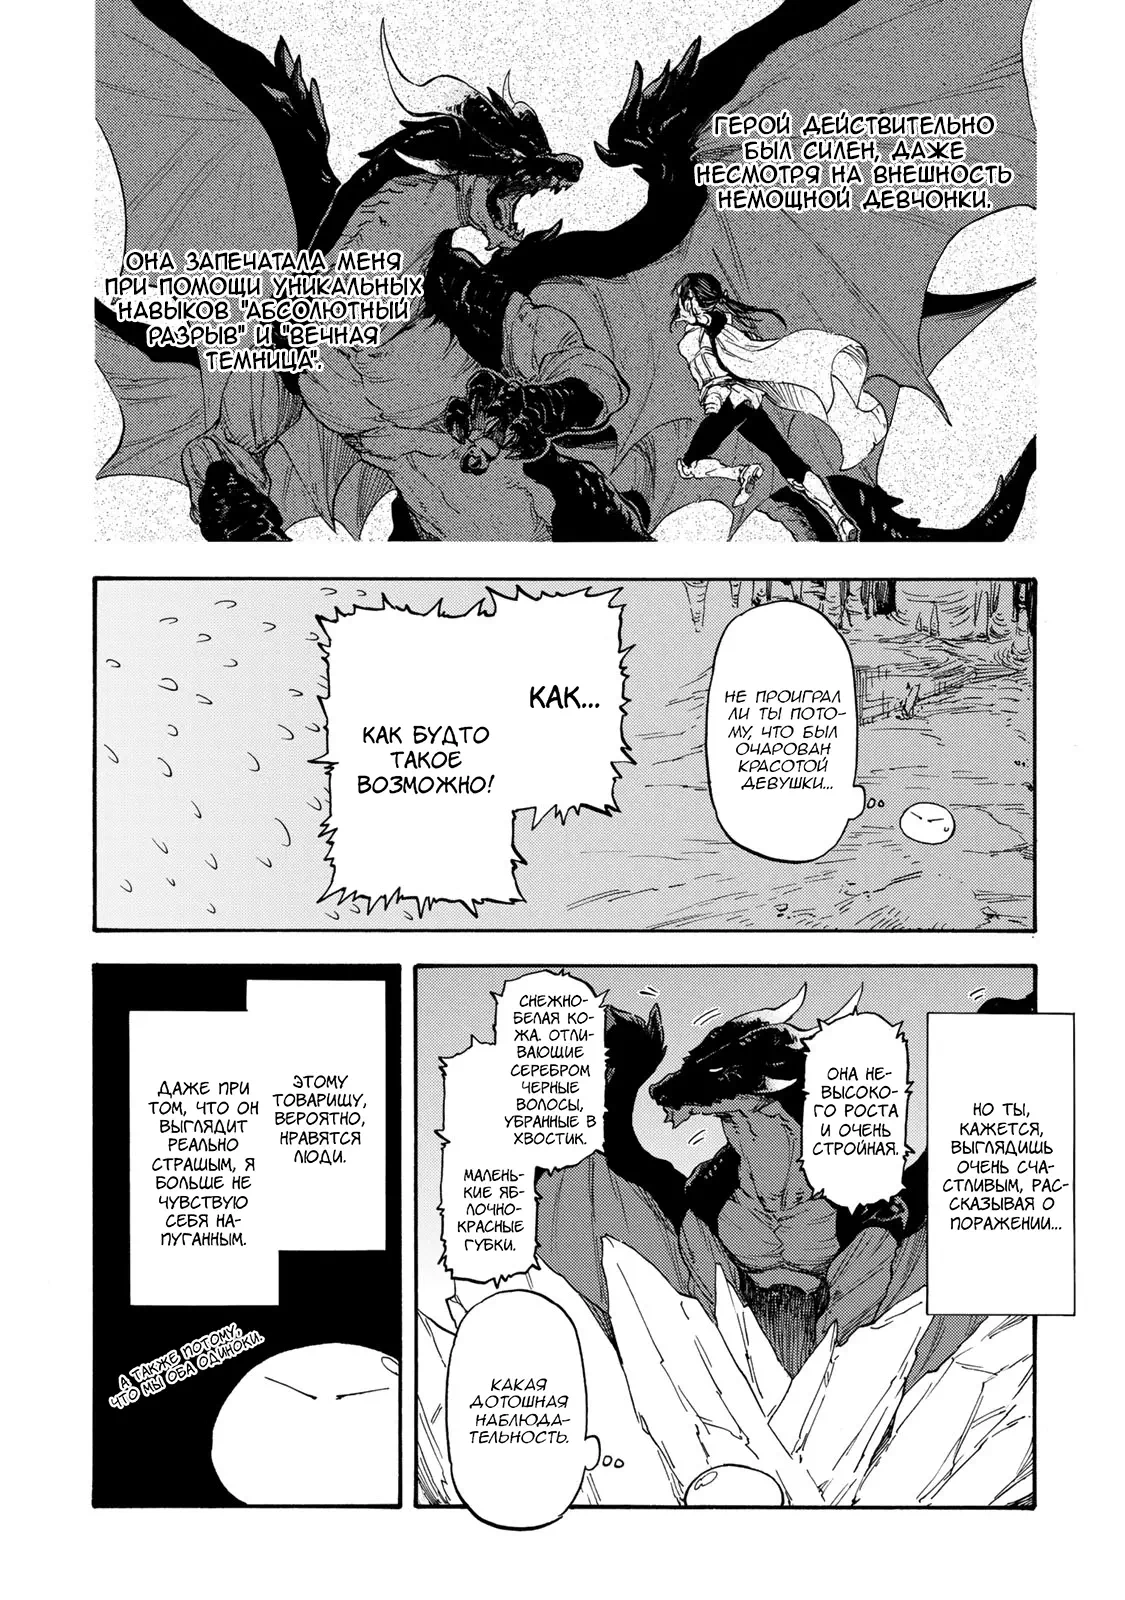 ГЕРОЙ ДЕЙСТВИТЕЛЬНО
БЫЛ СИЛЕН, ДАЖЕ
НЕСМОТРЯ НА ВНЕШНОСТЬ
НЕМОЩНОЙ ДЕВЧОНКИ.
ОНА ЗАПЕЧАТАЛА МЕНЯ
ПРИ ПОМОЩИ УНИКАЛЬНЫХ
НАВЫКОВ "АБСОЛЮТНЫЙ
РАЗРЫВ" И "ВЕЧНАЯ
ТЕМНИЦА".
НЕ ПРОИГРАЛ
ЛИ ТЫ ПОТО-
МУ, ЧТО БЫЛ
ОЧАРОВАН
КРАСОТОЙ
ДЕВУШКИ...
КАК...
КАК БУДТО
ТАКОЕ
ВОЗМОЖНО!
НО ТЫ,
КАЖЕТСЯ,
ВЫГЛЯДИШЬ
ОЧЕНЬ СЧА-
СТЛИВЫМ, РАС-
СКАЗЫВАЯ О
ПОРАЖЕНИИ...
ОНА НЕ-
ВЫСОКО-
ГО РОСТА
И ОЧЕНЬ
СТРОЙНАЯ.
СНЕЖНО-
БЕЛАЯ КО-
ЖА. ОТЛИ-
ВАЮЩИЕ
СЕРЕБРОМ
ЧЕРНЫЕ
ВОЛОСЫ,
УБРАННЫЕ В
ХВОСТИК.
МАЛЕНЬ-
КИЕ ЯБ-
ЛОЧНО-
КРАСНЫЕ
ГУБКИ.
КАКАЯ
ДОТОШНАЯ
НАБЛЮДА-
ТЕЛЬНОСТЬ.
ЭТОМУ
ТОВАРИЩУ,
ВЕРОЯТНО,
НРАВЯТСЯ
ЛЮДИ.
ДАЖЕ ПРИ
ТОМ, ЧТО ОН
ВЫГЛЯДИТ
РЕАЛЬНО
СТРАШНЫМ, Я
БОЛЬШЕ НЕ
ЧУВСТВУЮ
СЕБЯ НА-
ПУГАННЫМ.
А ТАКЖЕ ПОТОМУ,
ЧТО МЫ ОБА ОДИНОКИ.